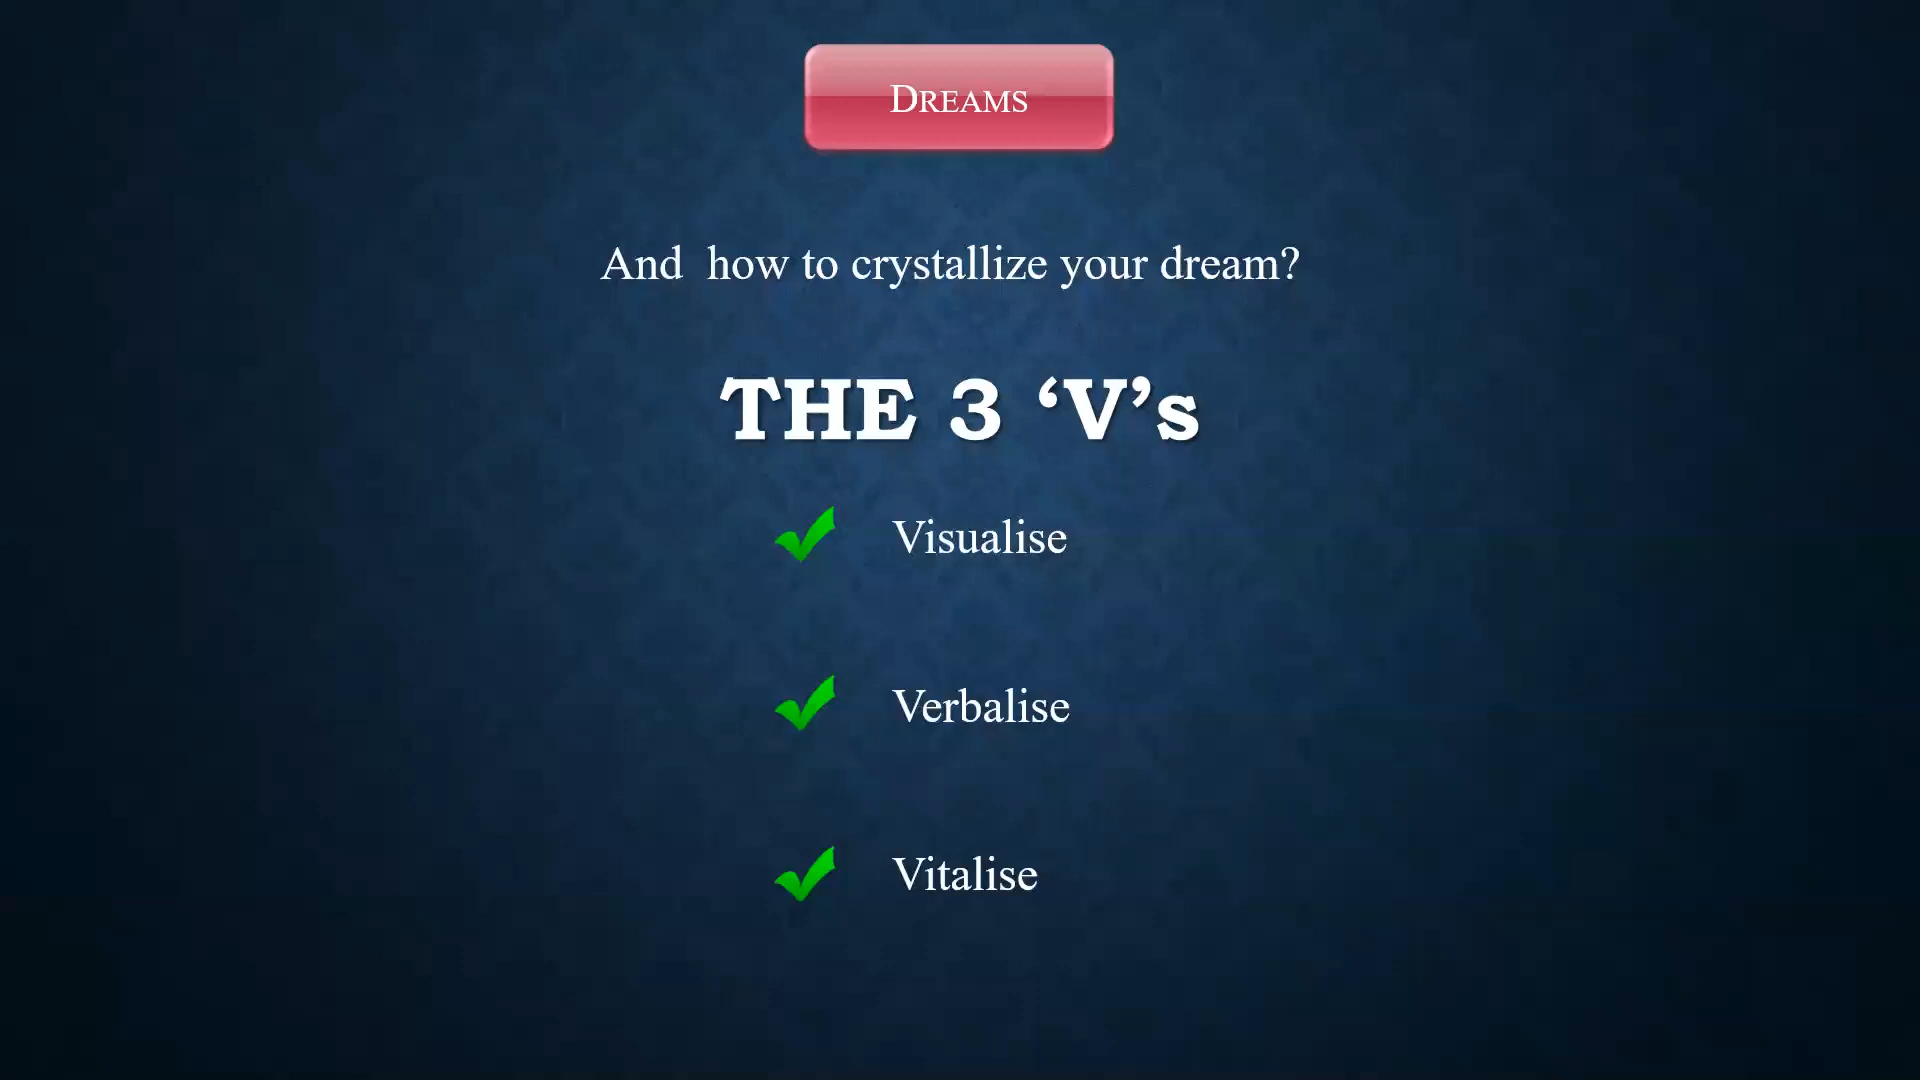 DREAMS
And  how to crystallize your dream?
THE 3 ‘V’s
Visualise
Verbalise
Vitalise